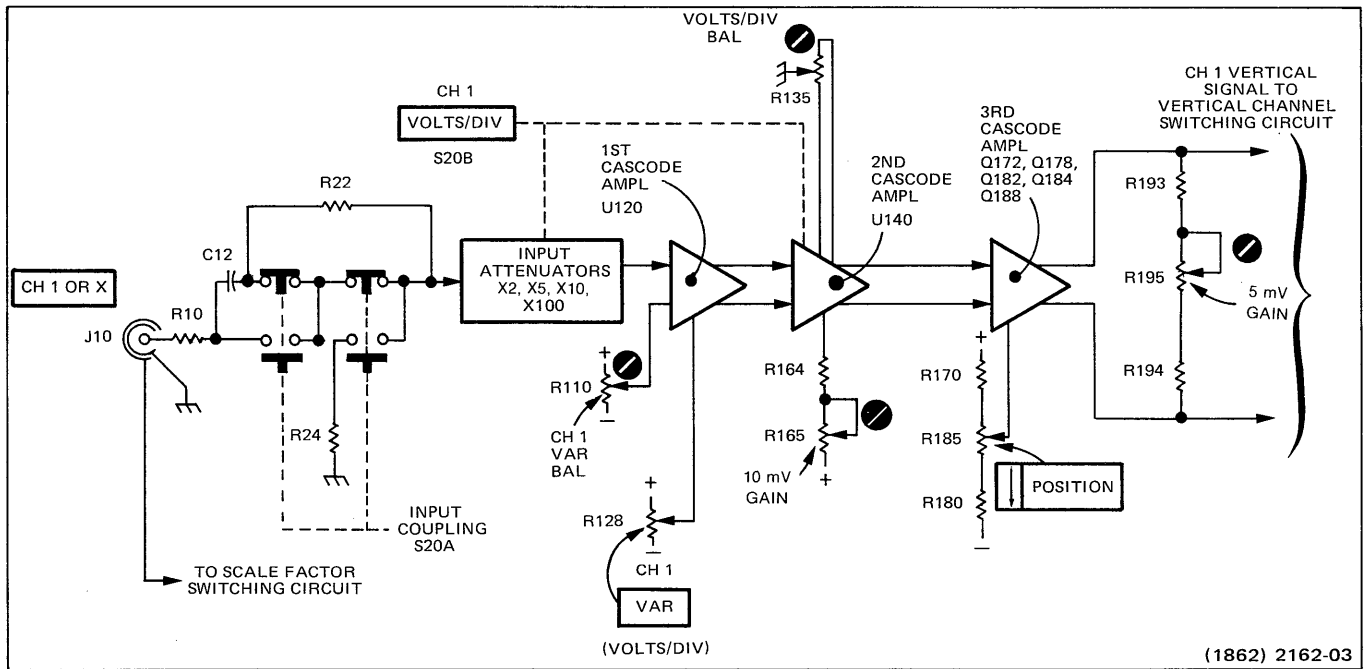 VOLTS/DIV
BAL
R135
CH 1
VOLTS/DIV
S20B
1ST
CASCODE
AMPL
U120
2ND
CASCODE
AMPL
U140
3RD
CASCODE
AMPL
Q172, Q178,
Q182, Q184
Q188
CH 1 VERTICAL
SIGNAL TO
VERTICAL CHANNEL
SWITCHING CIRCUIT
R22
C12
CH 1 OR X
J10
R10
R24
INPUT
COUPLING
S20A
TO SCALE FACTOR
SWITCHING CIRCUIT
INPUT
ATTENUATORS
X2, X5, X10,
X100
+
R110
−
CH 1
VAR
BAL
+
R128
−
CH 1
VAR
(VOLTS/DIV)
R164
R165
10 mV
GAIN
+
+
R170
R185
R180
−
POSITION
R193
R195
5 mV
GAIN
R194
(1862) 2162-03